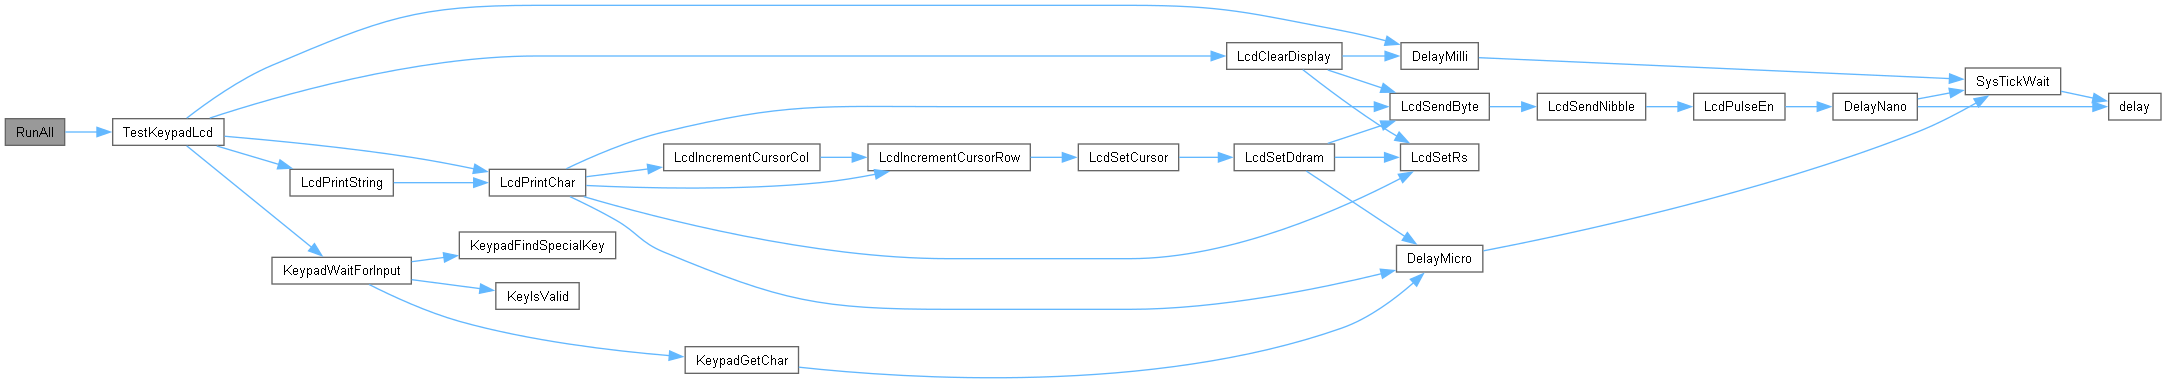 RunAll
TestKeypadLcd
LcdPrintString
KeypadWaitForInput
LcdPrintChar
KeypadFindSpecialKey
KeyIsValid
KeypadGetChar
LcdIncrementCursorCol
LcdIncrementCursorRow
LcdSetCursor
LcdClearDisplay
LcdSetDdram
DelayMilli
LcdSendByte
LcdSetRs
DelayMicro
LcdSendNibble
LcdPulseEn
DelayNano
SysTickWait
delay